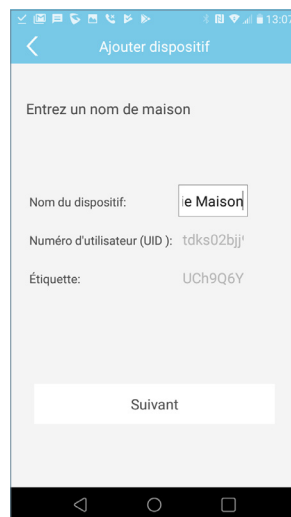 13:07
Ajouter dispositif
Entrez un nom de maison
Nom du dispositif: e Maison
Numéro d'utilisateur (UID ): tdks02bjj
Étiquette: UCh9Q6Y
Suivant